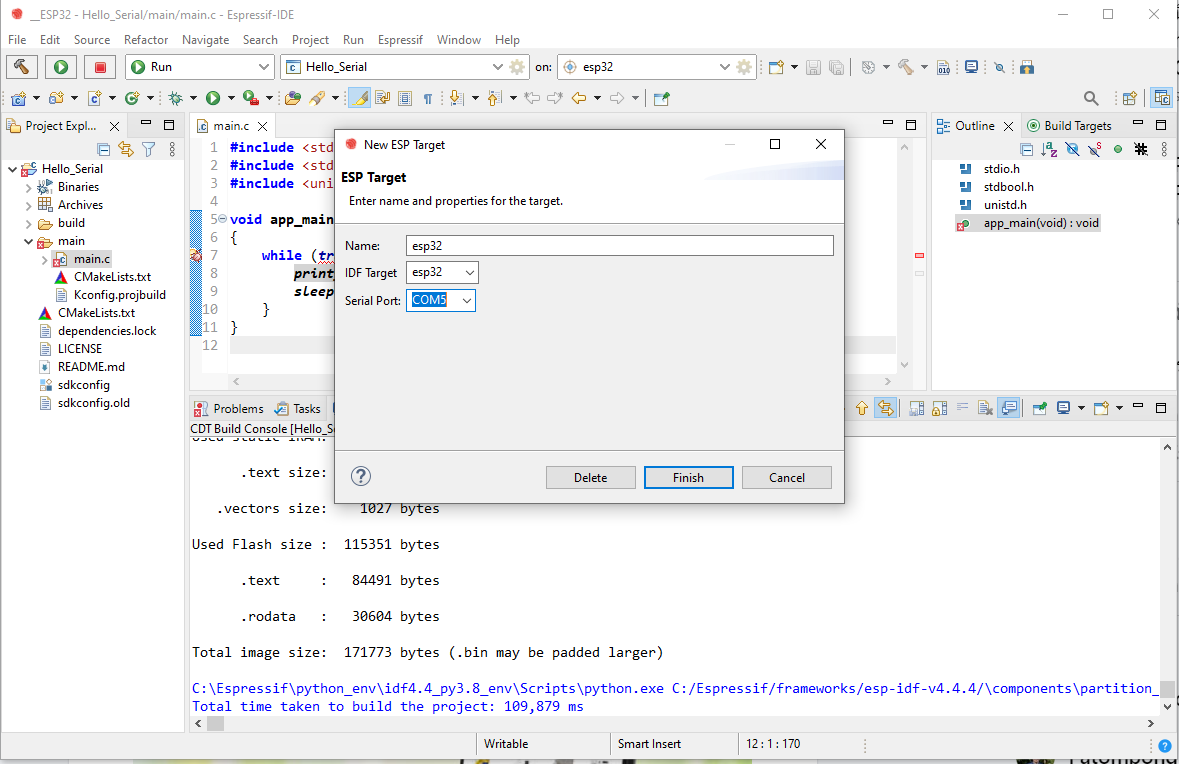 __ESP32 - Hello_Serial/main/main.c - Espressif-IDE
File Edit Source Refactor Navigate Search Project Run Espressif Window Help
Run
Hello_Serial
on:
esp32
Project Expl...
Hello_Serial
Binaries
Archives
build
main
main.c
CMakeLists.txt
Kconfig.projbuild
CMakeLists.txt
dependencies.lock
LICENSE
README.md
sdkconfig
sdkconfig.old
main.c
1 #include <std
2 #include <std
3 #include <uni
4
5 void app_main
6 {
7 while (tr
8 print
9 sleep
10 }
11 }
12
New ESP Target
ESP Target
Enter name and properties for the target.
Name: esp32
IDF Target esp32
Serial Port: COM5
Delete Finish Cancel
Outline
Build Targets
stdio.h
stdbool.h
unistd.h
app_main(void) : void
Problems Tasks
CDT Build Console [Hello_S
Used static IRAM:
.text size:
.vectors size: 1027 bytes
Used Flash size : 115351 bytes
.text : 84491 bytes
.rodata : 30604 bytes
Total image size: 171773 bytes (.bin may be padded larger)
C:\Espressif\python_env\idf4.4_py3.8_env\Scripts\python.exe C:/Espressif/frameworks/esp-idf-v4.4.4/\components\partition_
Total time taken to build the project: 109,879 ms
Writable Smart Insert 12 : 1 : 170